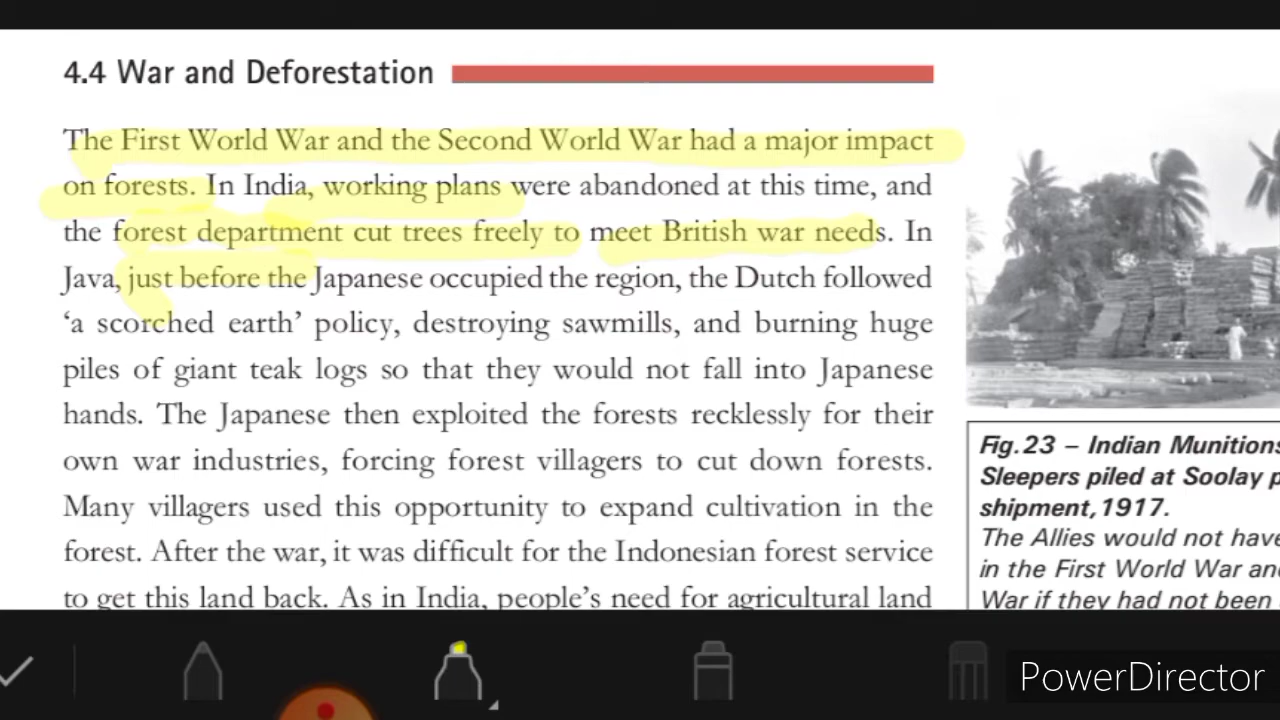 4.4 War and Deforestation
The First World War and the Second World War had a major impact
on forests. In India, working plans were abandoned at this time, and
the forest department cut trees freely to meet British war needs. In
Java, just before the Japanese occupied the region, the Dutch followed
‘a scorched earth’ policy, destroying sawmills, and burning huge
piles of giant teak logs so that they would not fall into Japanese
hands. The Japanese then exploited the forests recklessly for their
own war industries, forcing forest villagers to cut down forests.
Many villagers used this opportunity to expand cultivation in the
forest. After the war, it was difficult for the Indonesian forest service
to get this land back. As in India, people’s need for agricultural land
Fig.23 – Indian Munitions
Sleepers piled at Soolay p
shipment,1917.
The Allies would not have
in the First World War an
War if they had not been
PowerDirector